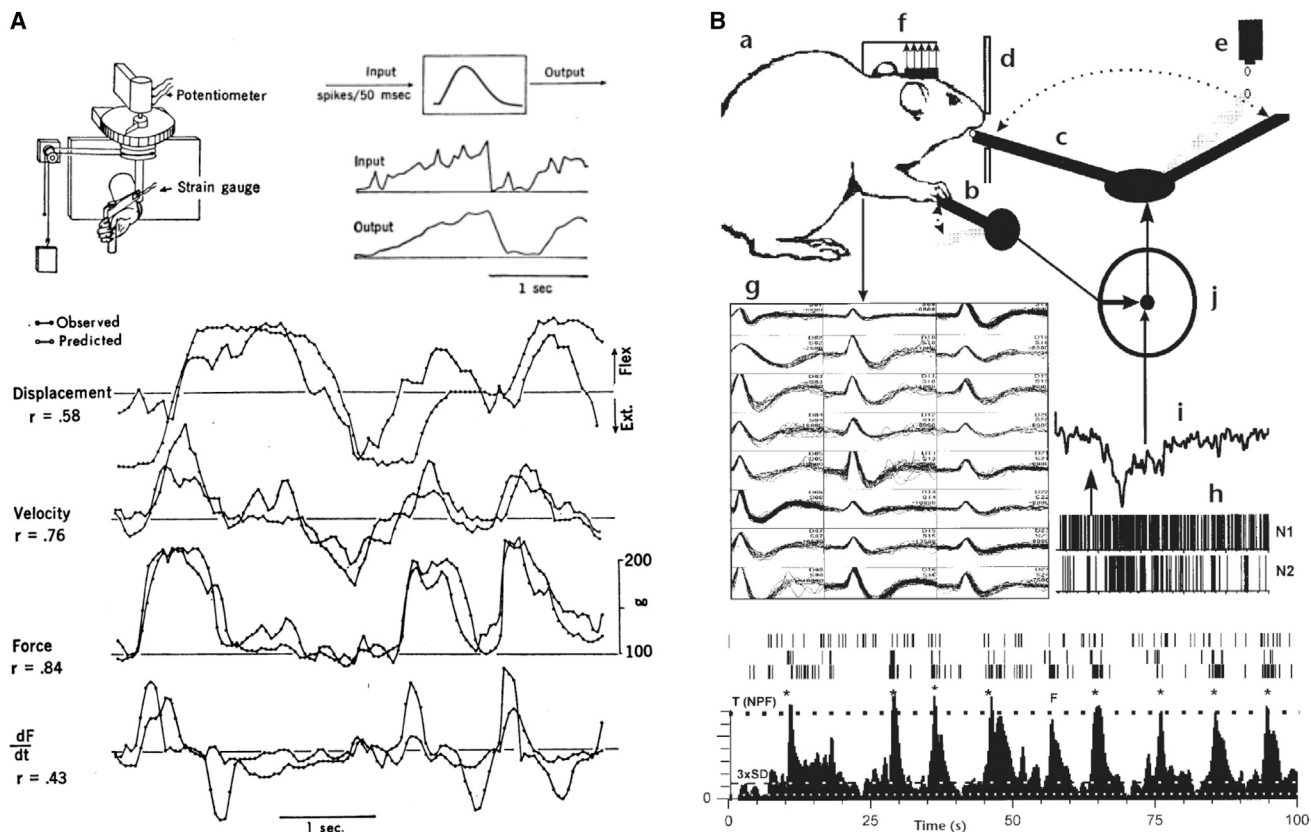 A
Potentiometer
Strain gauge
Input
spikes/50 msec
Output
Input
Output
1 sec
Observed
Predicted
Displacement
r = .58
Flex
Ext.
Velocity
r = .76
Force
r = .84
200
g
100
dF
dt
r = .43
1 sec.
B
a
f
d
e
c
b
j
g
i
h
N1
N2
T (NPF)
F
3xSD
0
0
25
50
75
100
Time (s)